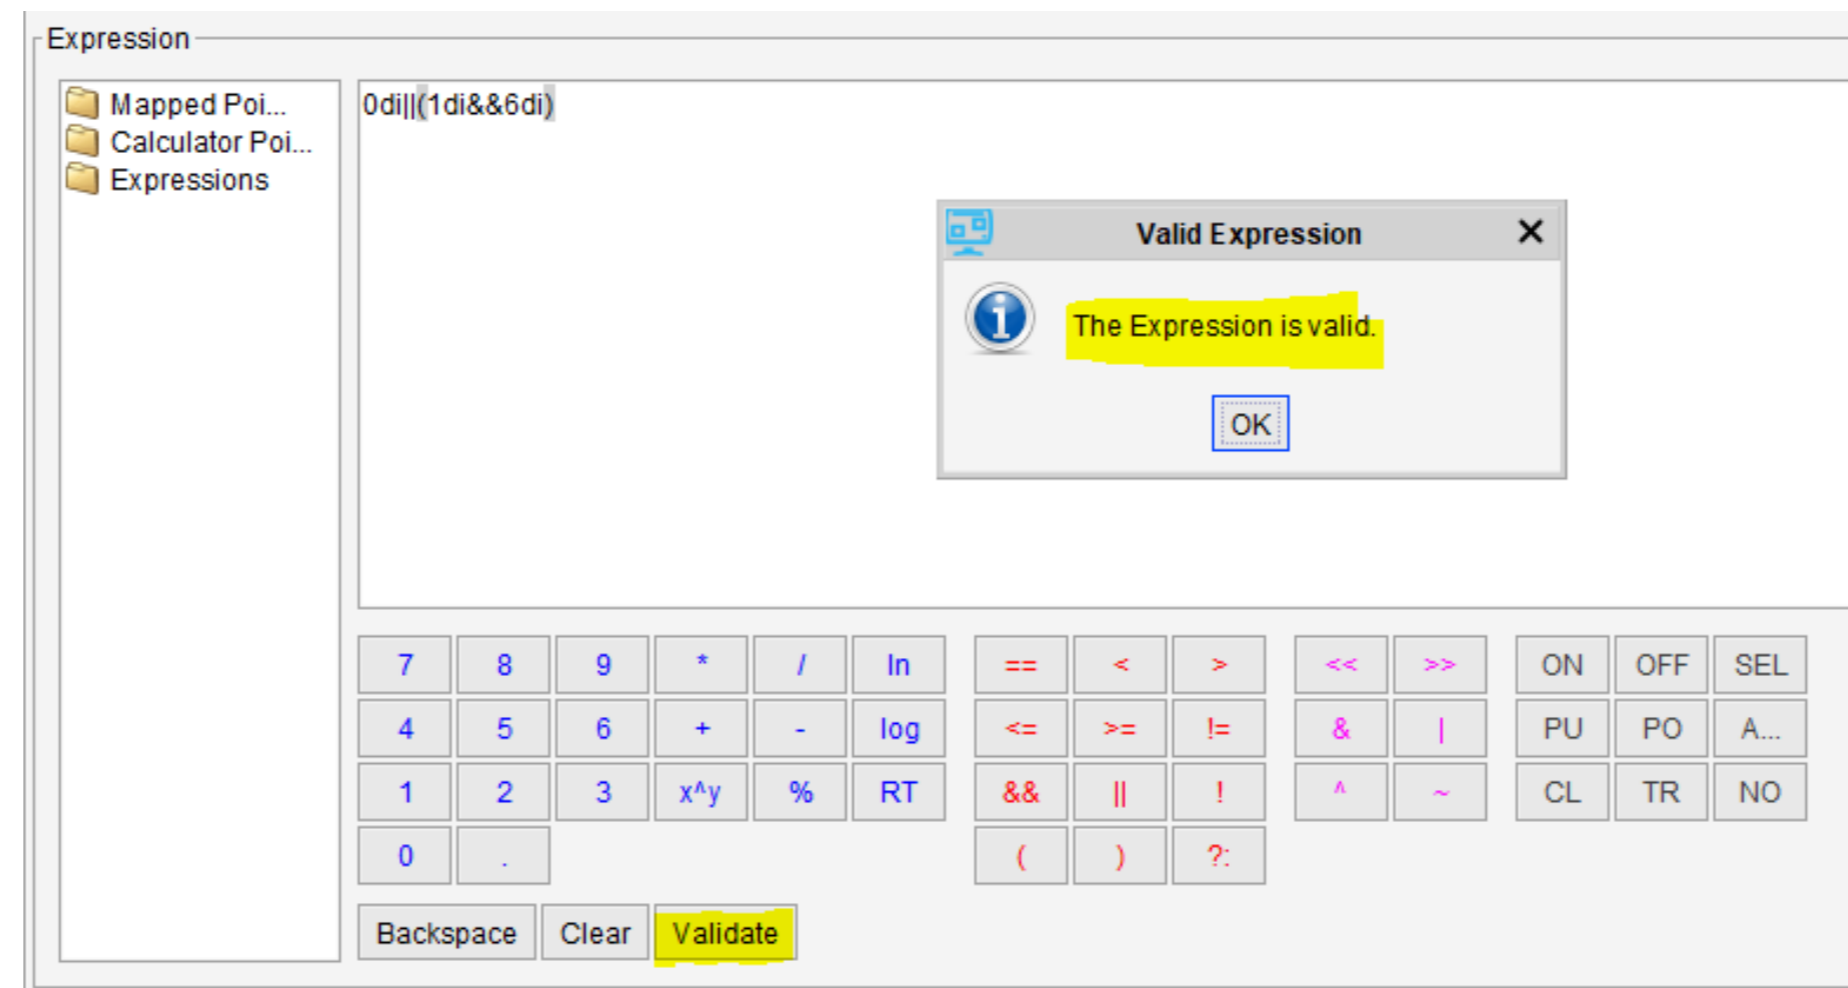 Expression
Mapped Poi...
Calculator Poi...
Expressions
0di||(1di&&6di)
Valid Expression
The Expression is valid.
OK
7 8 9 * / ln == < > << >> ON OFF SEL
4 5 6 + - log <= >= != & | PU PO A...
1 2 3 x^y % RT && || ! ^ ~ CL TR NO
0 . ( ) ?:
Backspace Clear Validate